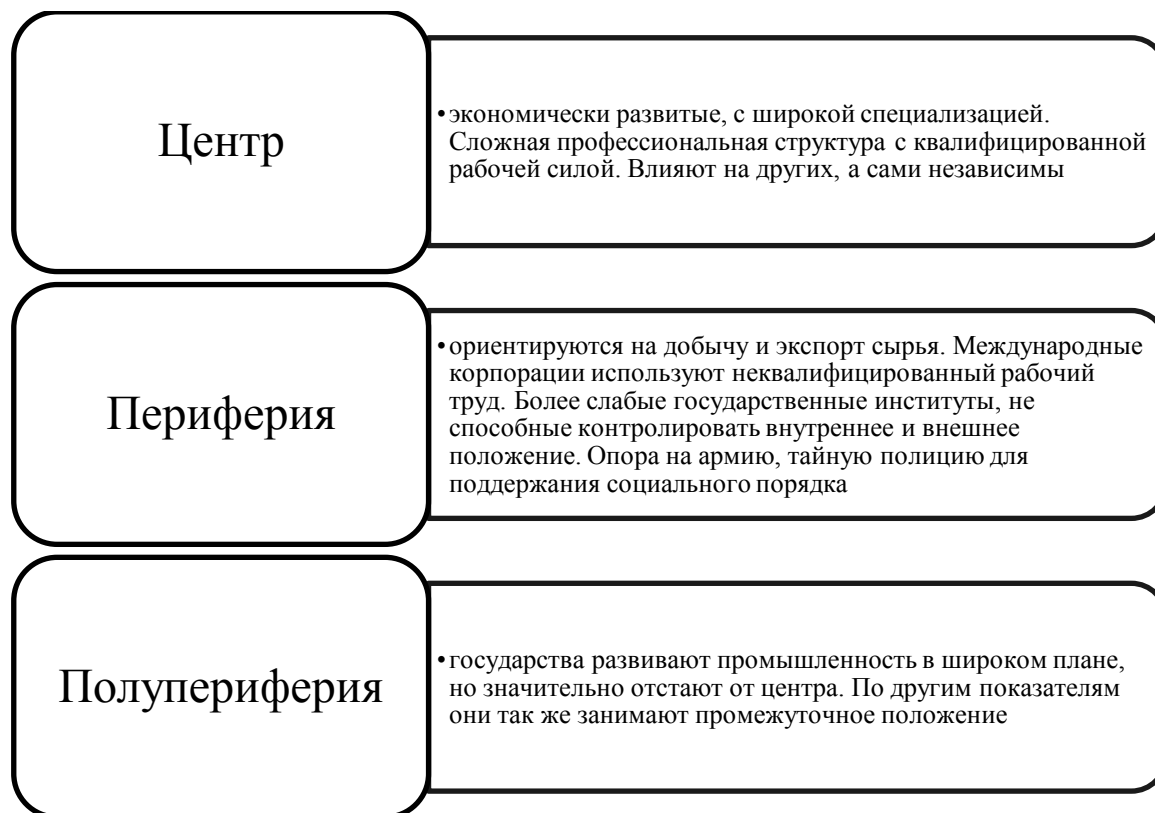 Центр
•экономически развитые, с широкой специализацией.
Сложная профессиональная структура с квалифицированной
рабочей силой. Влияют на других, а сами независимы
Периферия
•ориентируются на добычу и экспорт сырья. Международные
корпорации используют неквалифицированный рабочий
труд. Более слабые государственные институты, не
способные контролировать внутреннее и внешнее
положение. Опора на армию, тайную полицию для
поддержания социального порядка
Полупериферия
•государства развивают промышленность в широком плане,
но значительно отстают от центра. По другим показателям
они так же занимают промежуточное положение